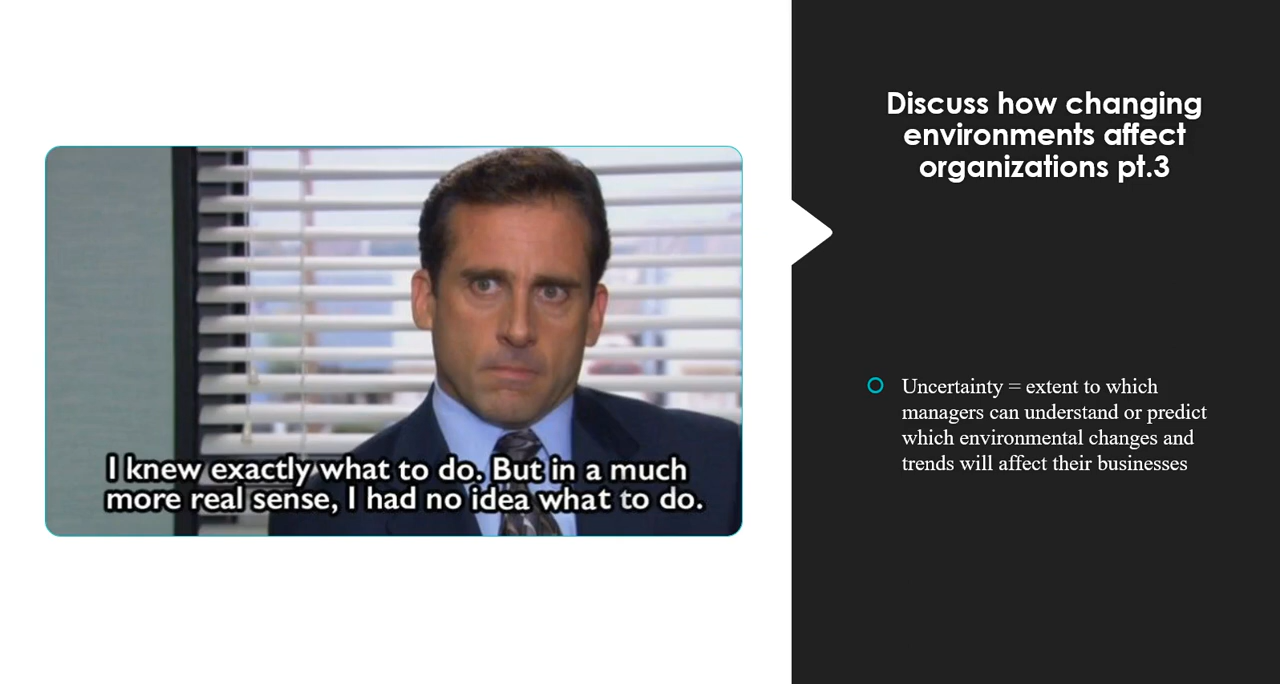 I knew exactly what to do. But in a much
more real sense, I had no idea what to do.
Discuss how changing
environments affect
organizations pt.3
Uncertainty = extent to which
managers can understand or predict
which environmental changes and
trends will affect their businesses